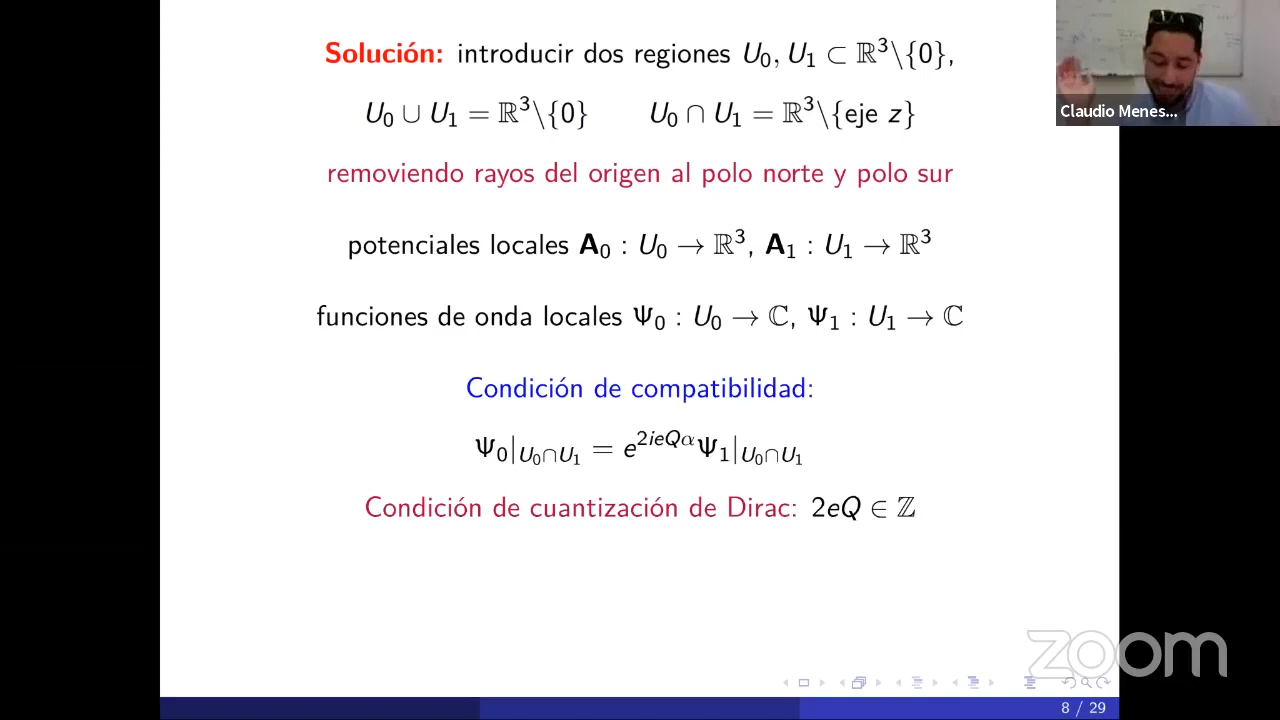 Solución: introducir dos regiones U₀, U₁ ⊂ ℝ³\{0},
U₀ ∪ U₁ = ℝ³\{0} U₀ ∩ U₁ = ℝ³\{eje z}
removiendo rayos del origen al polo norte y polo sur
potenciales locales A₀ : U₀ → ℝ³, A₁ : U₁ → ℝ³
funciones de onda locales Ψ₀ : U₀ → ℂ, Ψ₁ : U₁ → ℂ
Condición de compatibilidad:
Ψ₀|_{U₀∩U₁} = e^{2ieQα}Ψ₁|_{U₀∩U₁}
Condición de cuantización de Dirac: 2eQ ∈ ℤ
Claudio Menes...
zoom
8 / 29